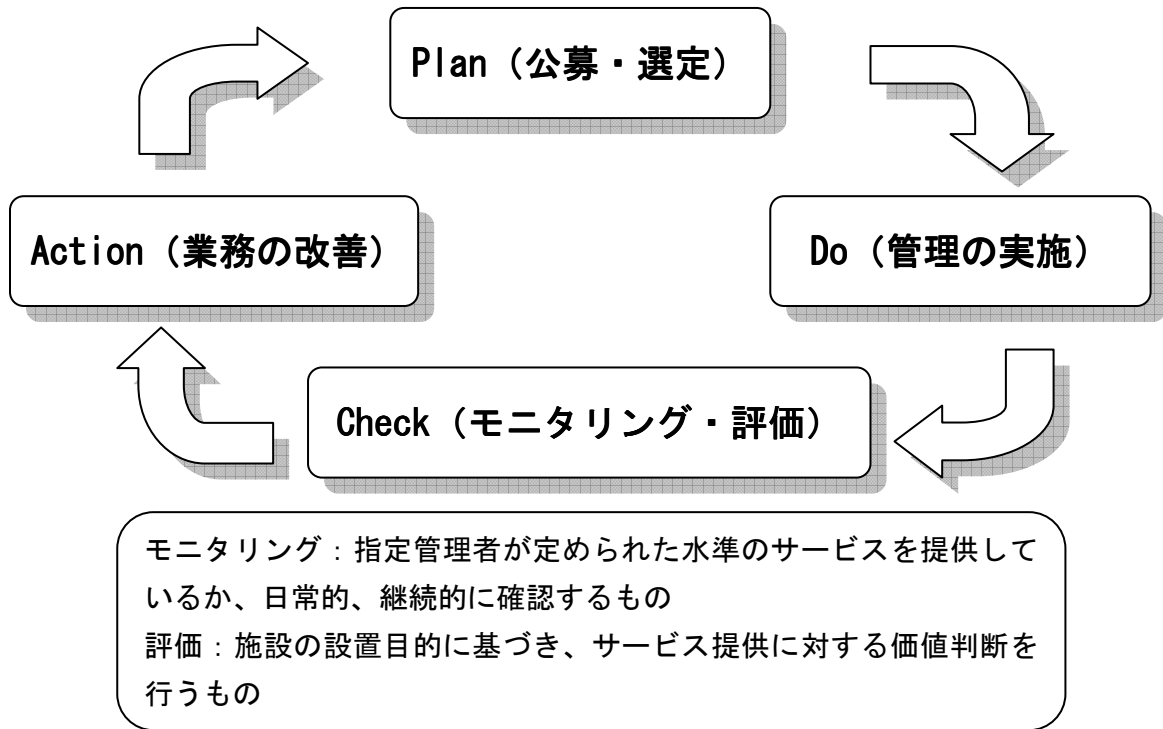 Plan（公募・選定）
Action（業務の改善）
Do（管理の実施）
Check（モニタリング・評価）
モニタリング：指定管理者が定められた水準のサービスを提供して
いるか、日常的、継続的に確認するもの
評価：施設の設置目的に基づき、サービス提供に対する価値判断を
行うもの